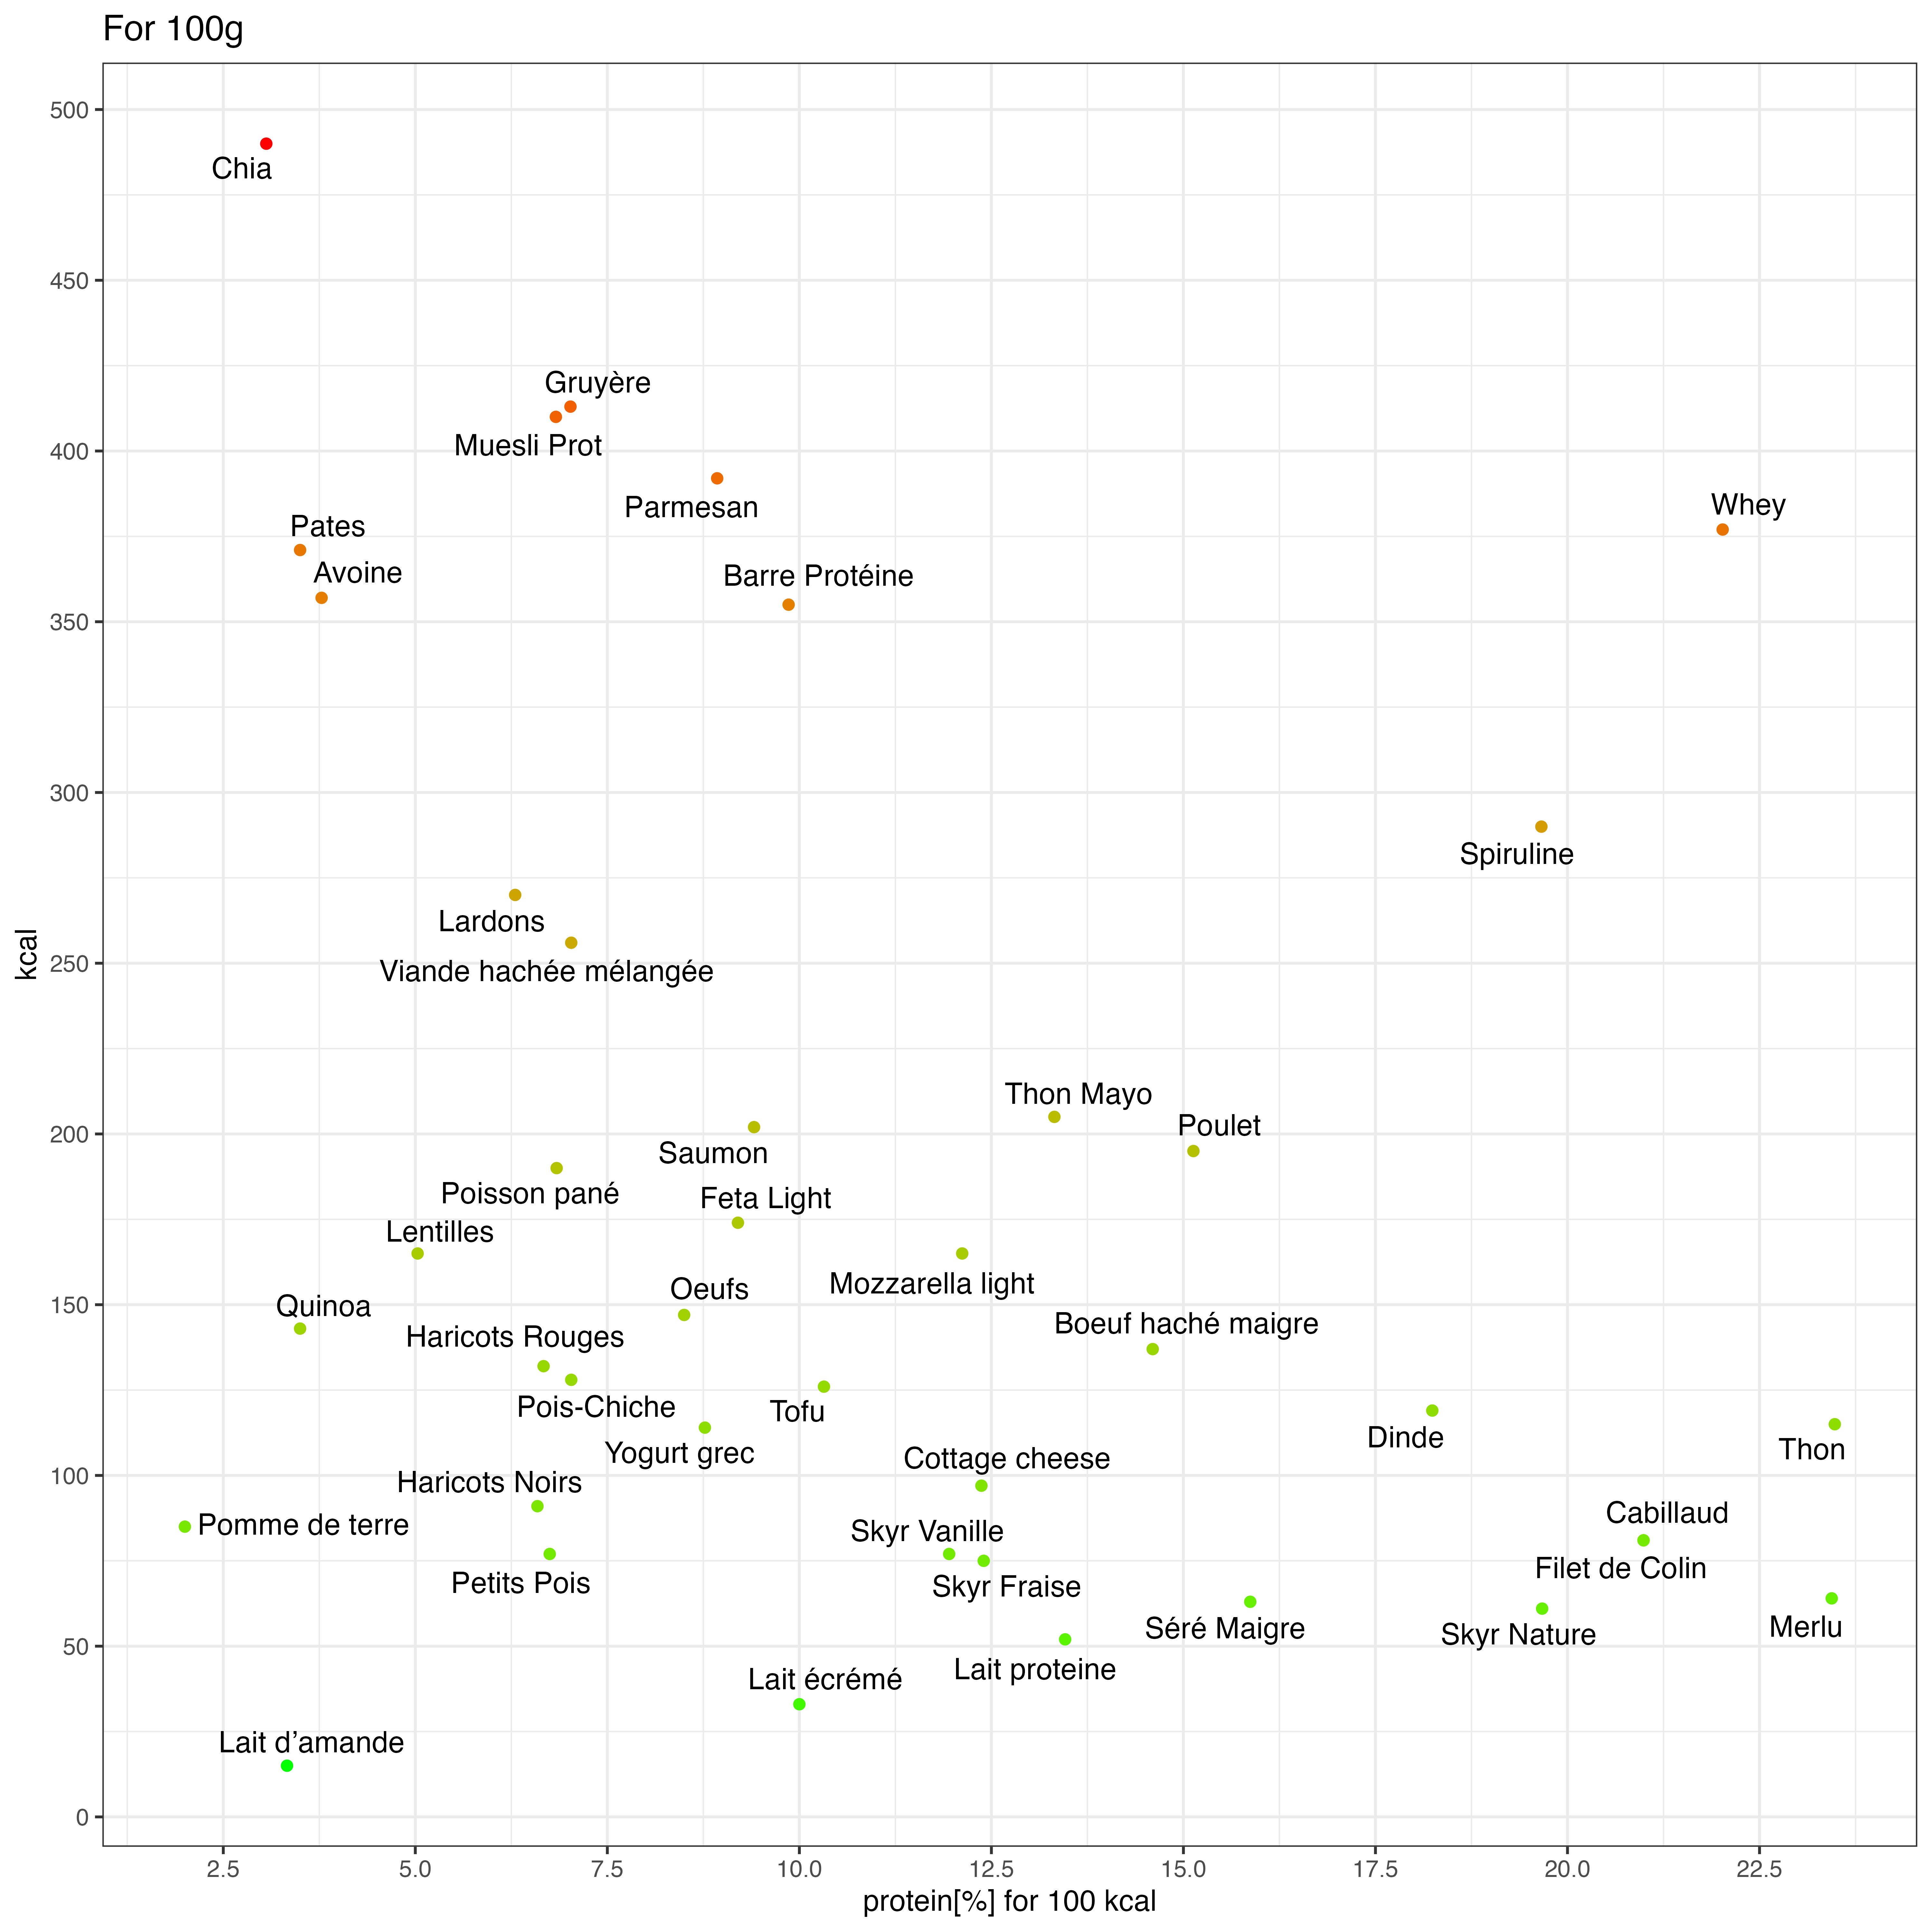 For 100g
500
Chia
450
Gruyère
Muesli Prot
400
Parmesan
Whey
Pates
Avoine
Barre Protéine
350
300
Spiruline
Lardons
Viande hachée mélangée
250
kcal
Thon Mayo
Poulet
200
Saumon
Poisson pané
Feta Light
Lentilles
Mozzarella light
Oeufs
Quinoa
150
Boeuf haché maigre
Haricots Rouges
Pois-Chiche
Tofu
Dinde
Thon
Yogurt grec
Cottage cheese
100
Haricots Noirs
Cabillaud
Pomme de terre
Skyr Vanille
Filet de Colin
Petits Pois
Skyr Fraise
Séré Maigre
Skyr Nature
Merlu
50
Lait proteine
Lait écrémé
Lait d’amande
0
2.5 5.0 7.5 10.0 12.5 15.0 17.5 20.0 22.5
protein[%] for 100 kcal